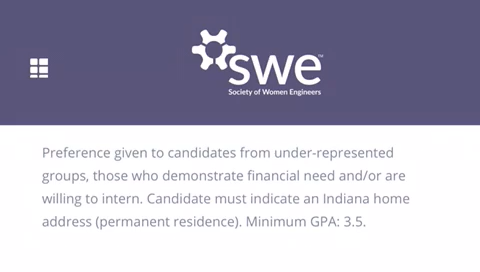 swe™
Society of Women Engineers
Preference given to candidates from under-represented
groups, those who demonstrate financial need and/or are
willing to intern. Candidate must indicate an Indiana home
address (permanent residence). Minimum GPA: 3.5.